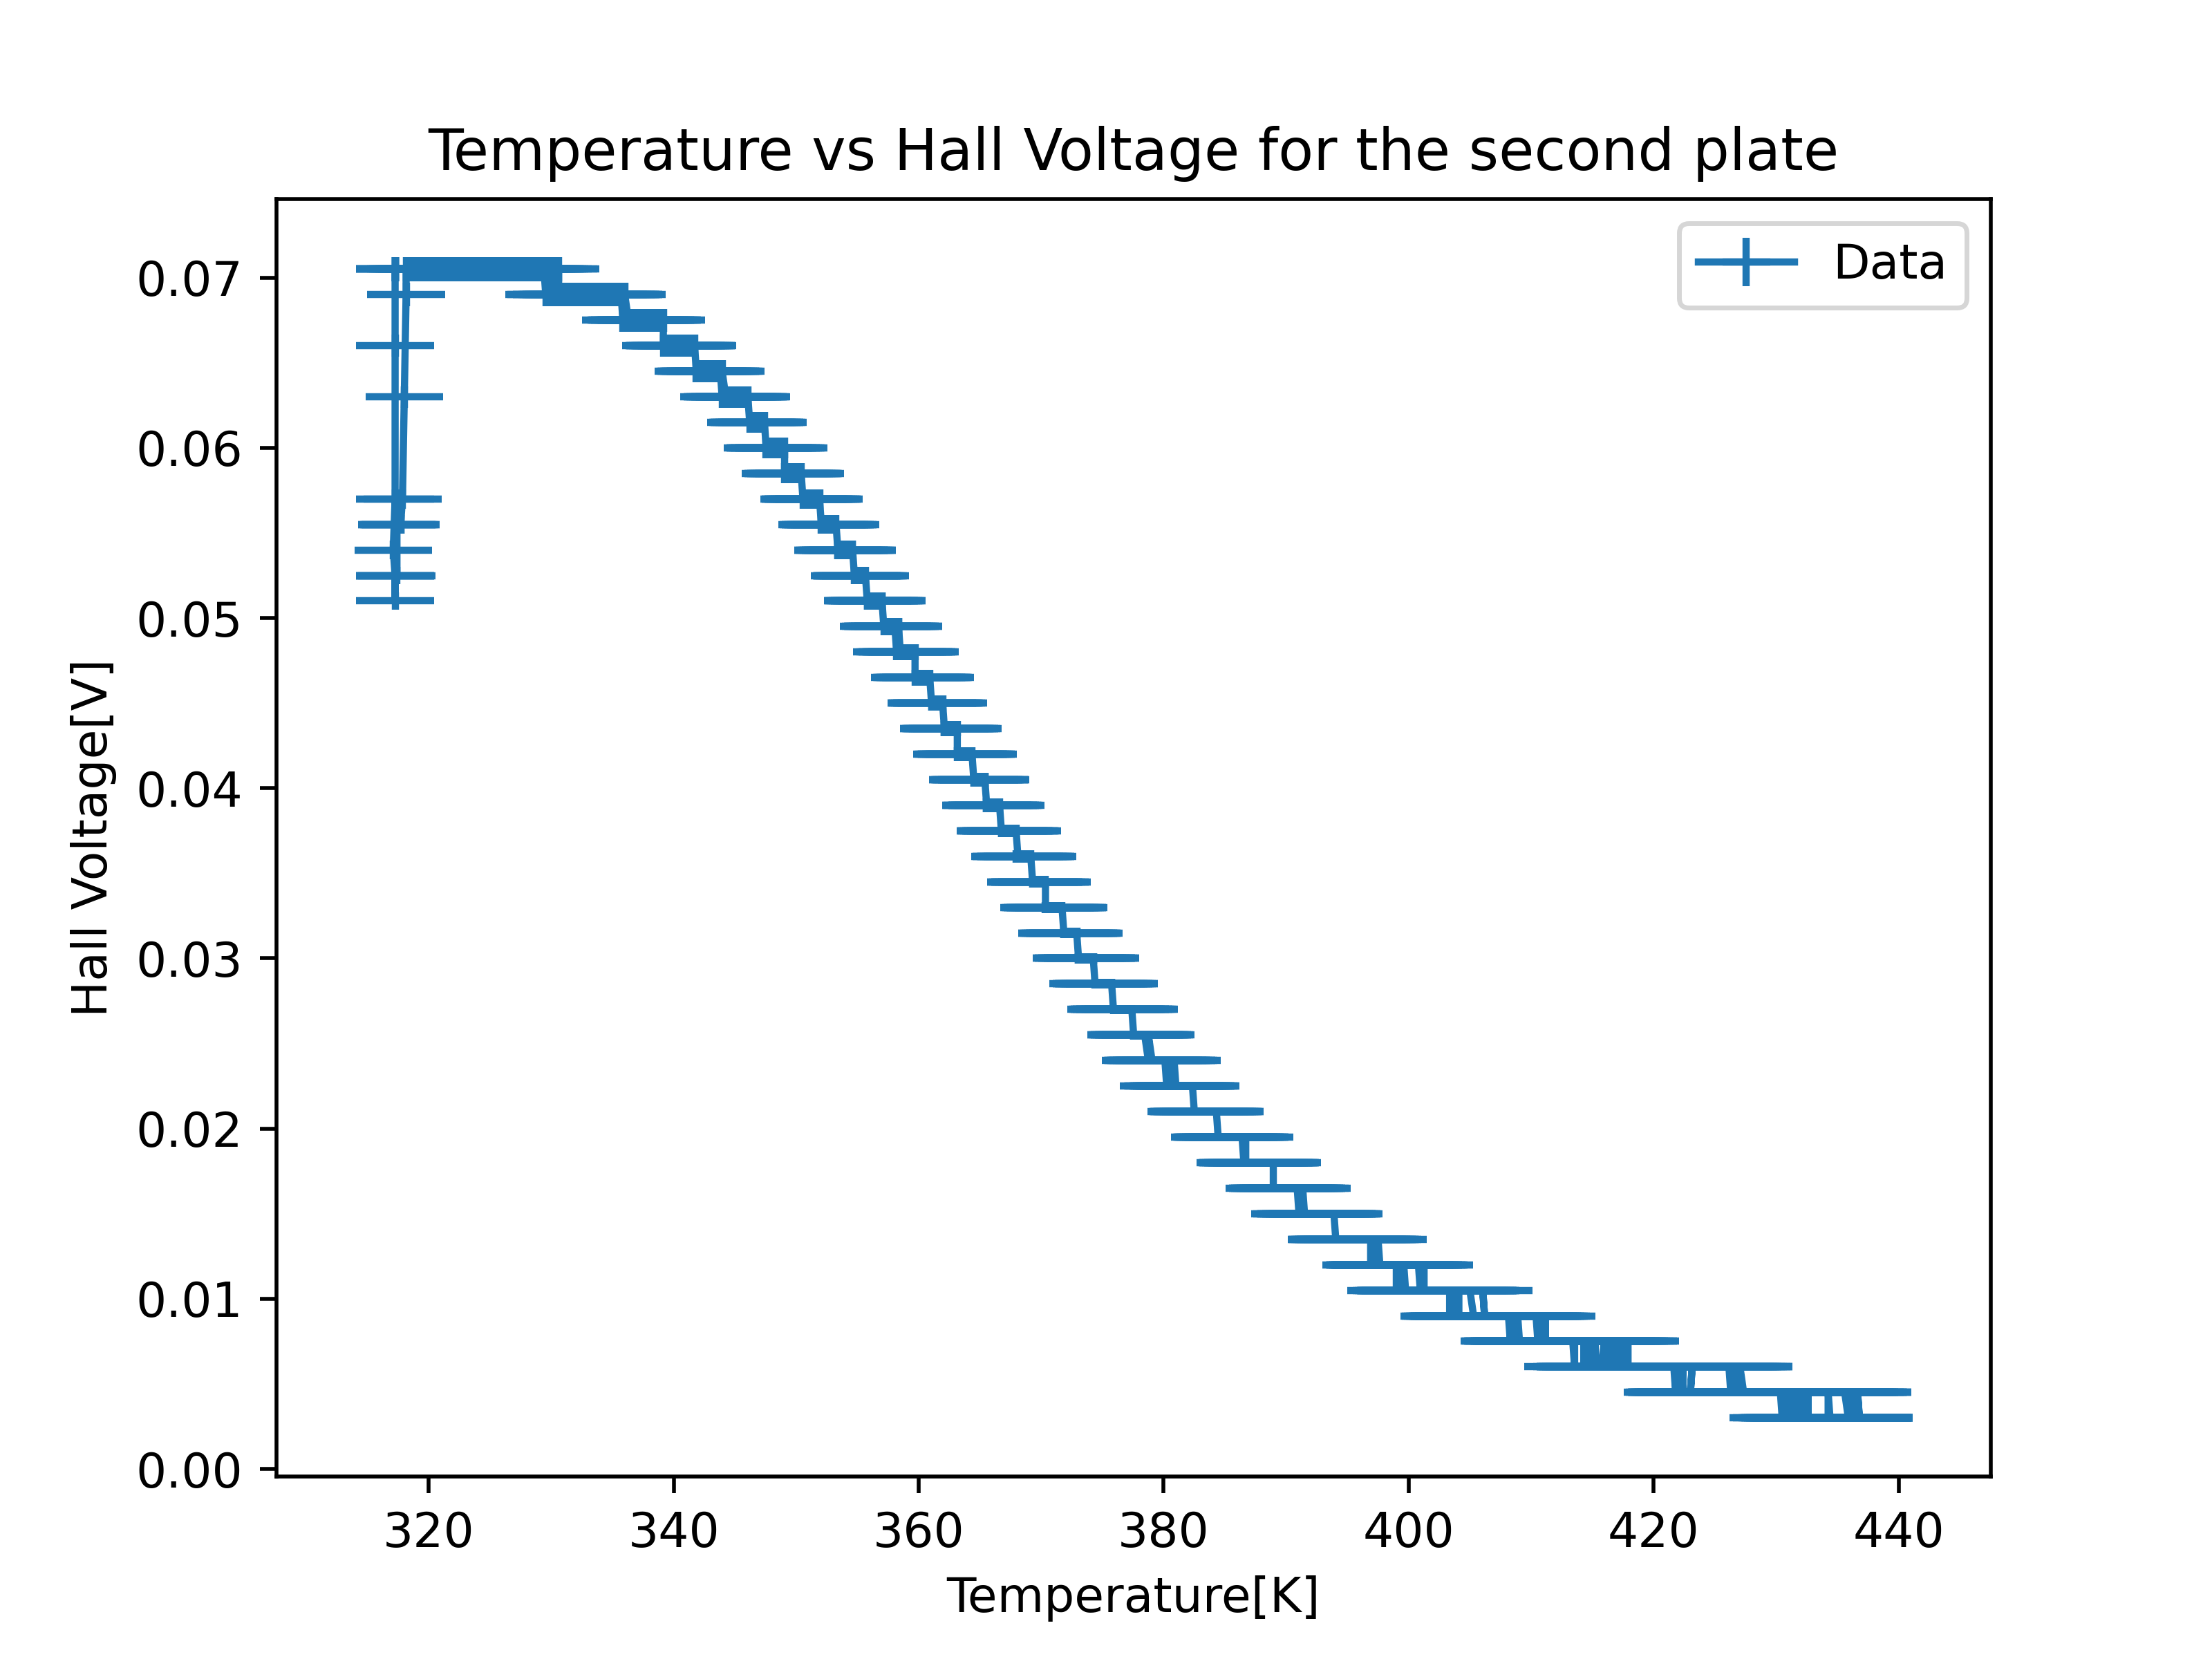 Temperature vs Hall Voltage for the second plate
Data
0.07
0.06
0.05
0.04
0.03
0.02
0.01
0.00
Hall Voltage[V]
320 340 360 380 400 420 440
Temperature[K]